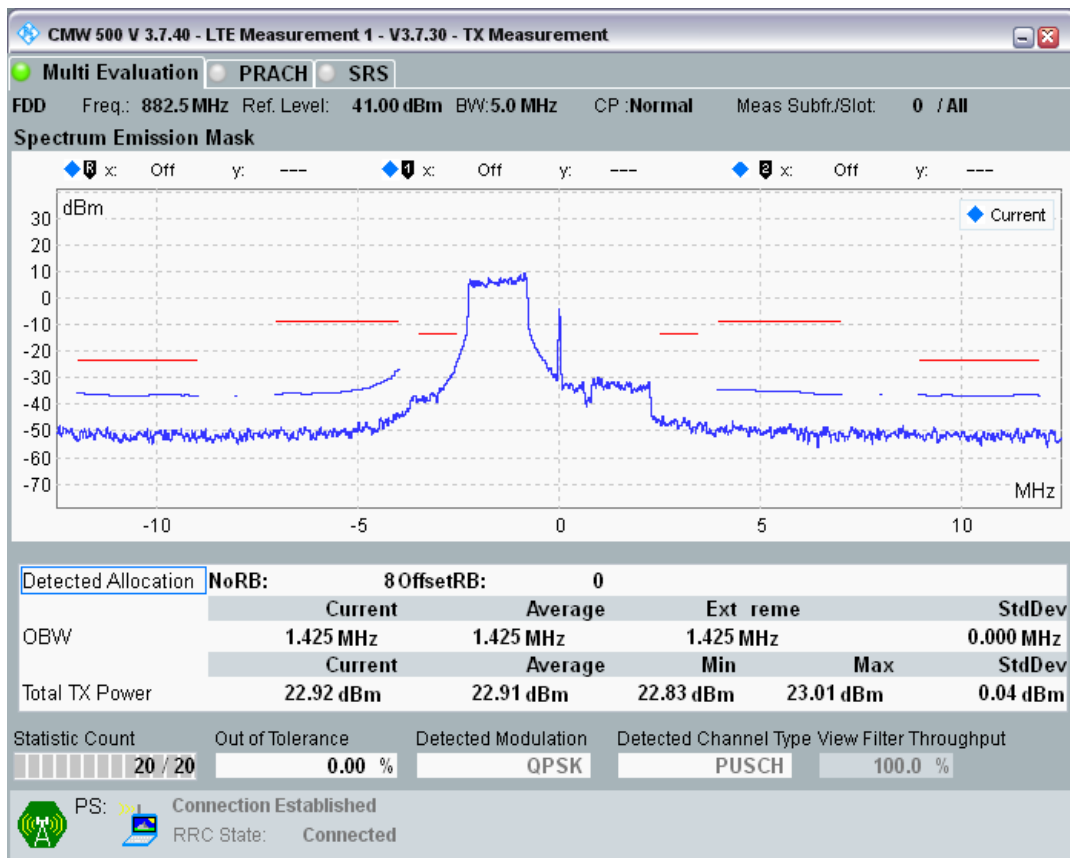 CMW 500 V 3.7.40 - LTE Measurement 1 - V3.7.30 - TX Measurement
Multi Evaluation PRACH SRS
FDD Freq.: 882.5 MHz Ref. Level: 41.00 dBm BW:5.0 MHz CP :Normal Meas Subfr./Slot: 0 / All
Spectrum Emission Mask
R x: Off y: --- 1 x: Off y: --- 2 x: Off y: ---
dBm
Current
30
20
10
0
-10
-20
-30
-40
-50
-60
-70
MHz
-10 -5 0 5 10
Detected Allocation NoRB: 8 OffsetRB: 0
Current Average Ext reme StdDev
OBW 1.425 MHz 1.425 MHz 1.425 MHz 0.000 MHz
Current Average Min Max StdDev
Total TX Power 22.92 dBm 22.91 dBm 22.83 dBm 23.01 dBm 0.04 dBm
Statistic Count Out of Tolerance Detected Modulation Detected Channel Type View Filter Throughput
20 / 20 0.00 % QPSK PUSCH 100.0 %
PS: Connection Established
RRC State: Connected